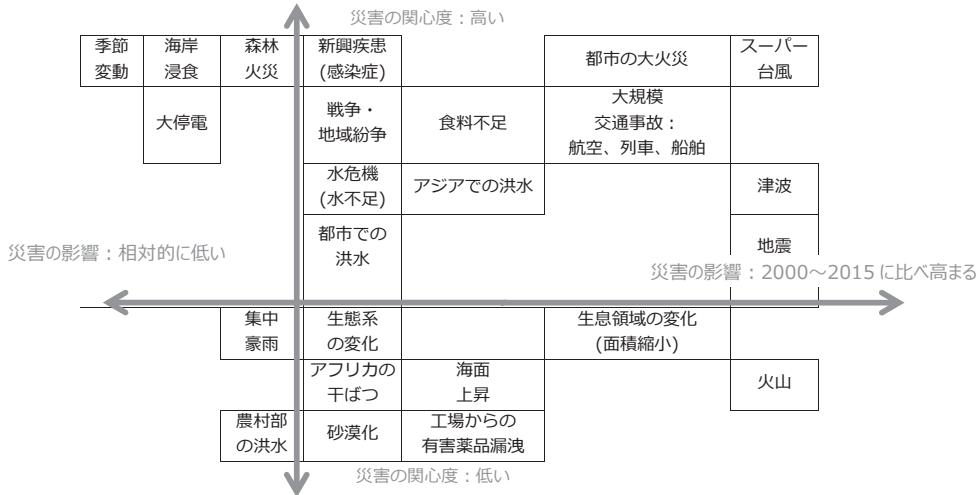 災害の関心度：高い
季節
変動
海岸
浸食
森林
火災
新興疾患
(感染症)
都市の大火災
スーパー
台風
大停電
戦争・
地域紛争
食料不足
大規模
交通事故：
航空、列車、船舶
水危機
(水不足)
アジアでの洪水
津波
都市での
洪水
地震
災害の影響：相対的に低い
災害の影響：2000～2015 に比べ高まる
集中
豪雨
生態系
の変化
生息領域の変化
(面積縮小)
アフリカの
干ばつ
海面
上昇
火山
農村部
の洪水
砂漠化
工場からの
有害薬品漏洩
災害の関心度：低い